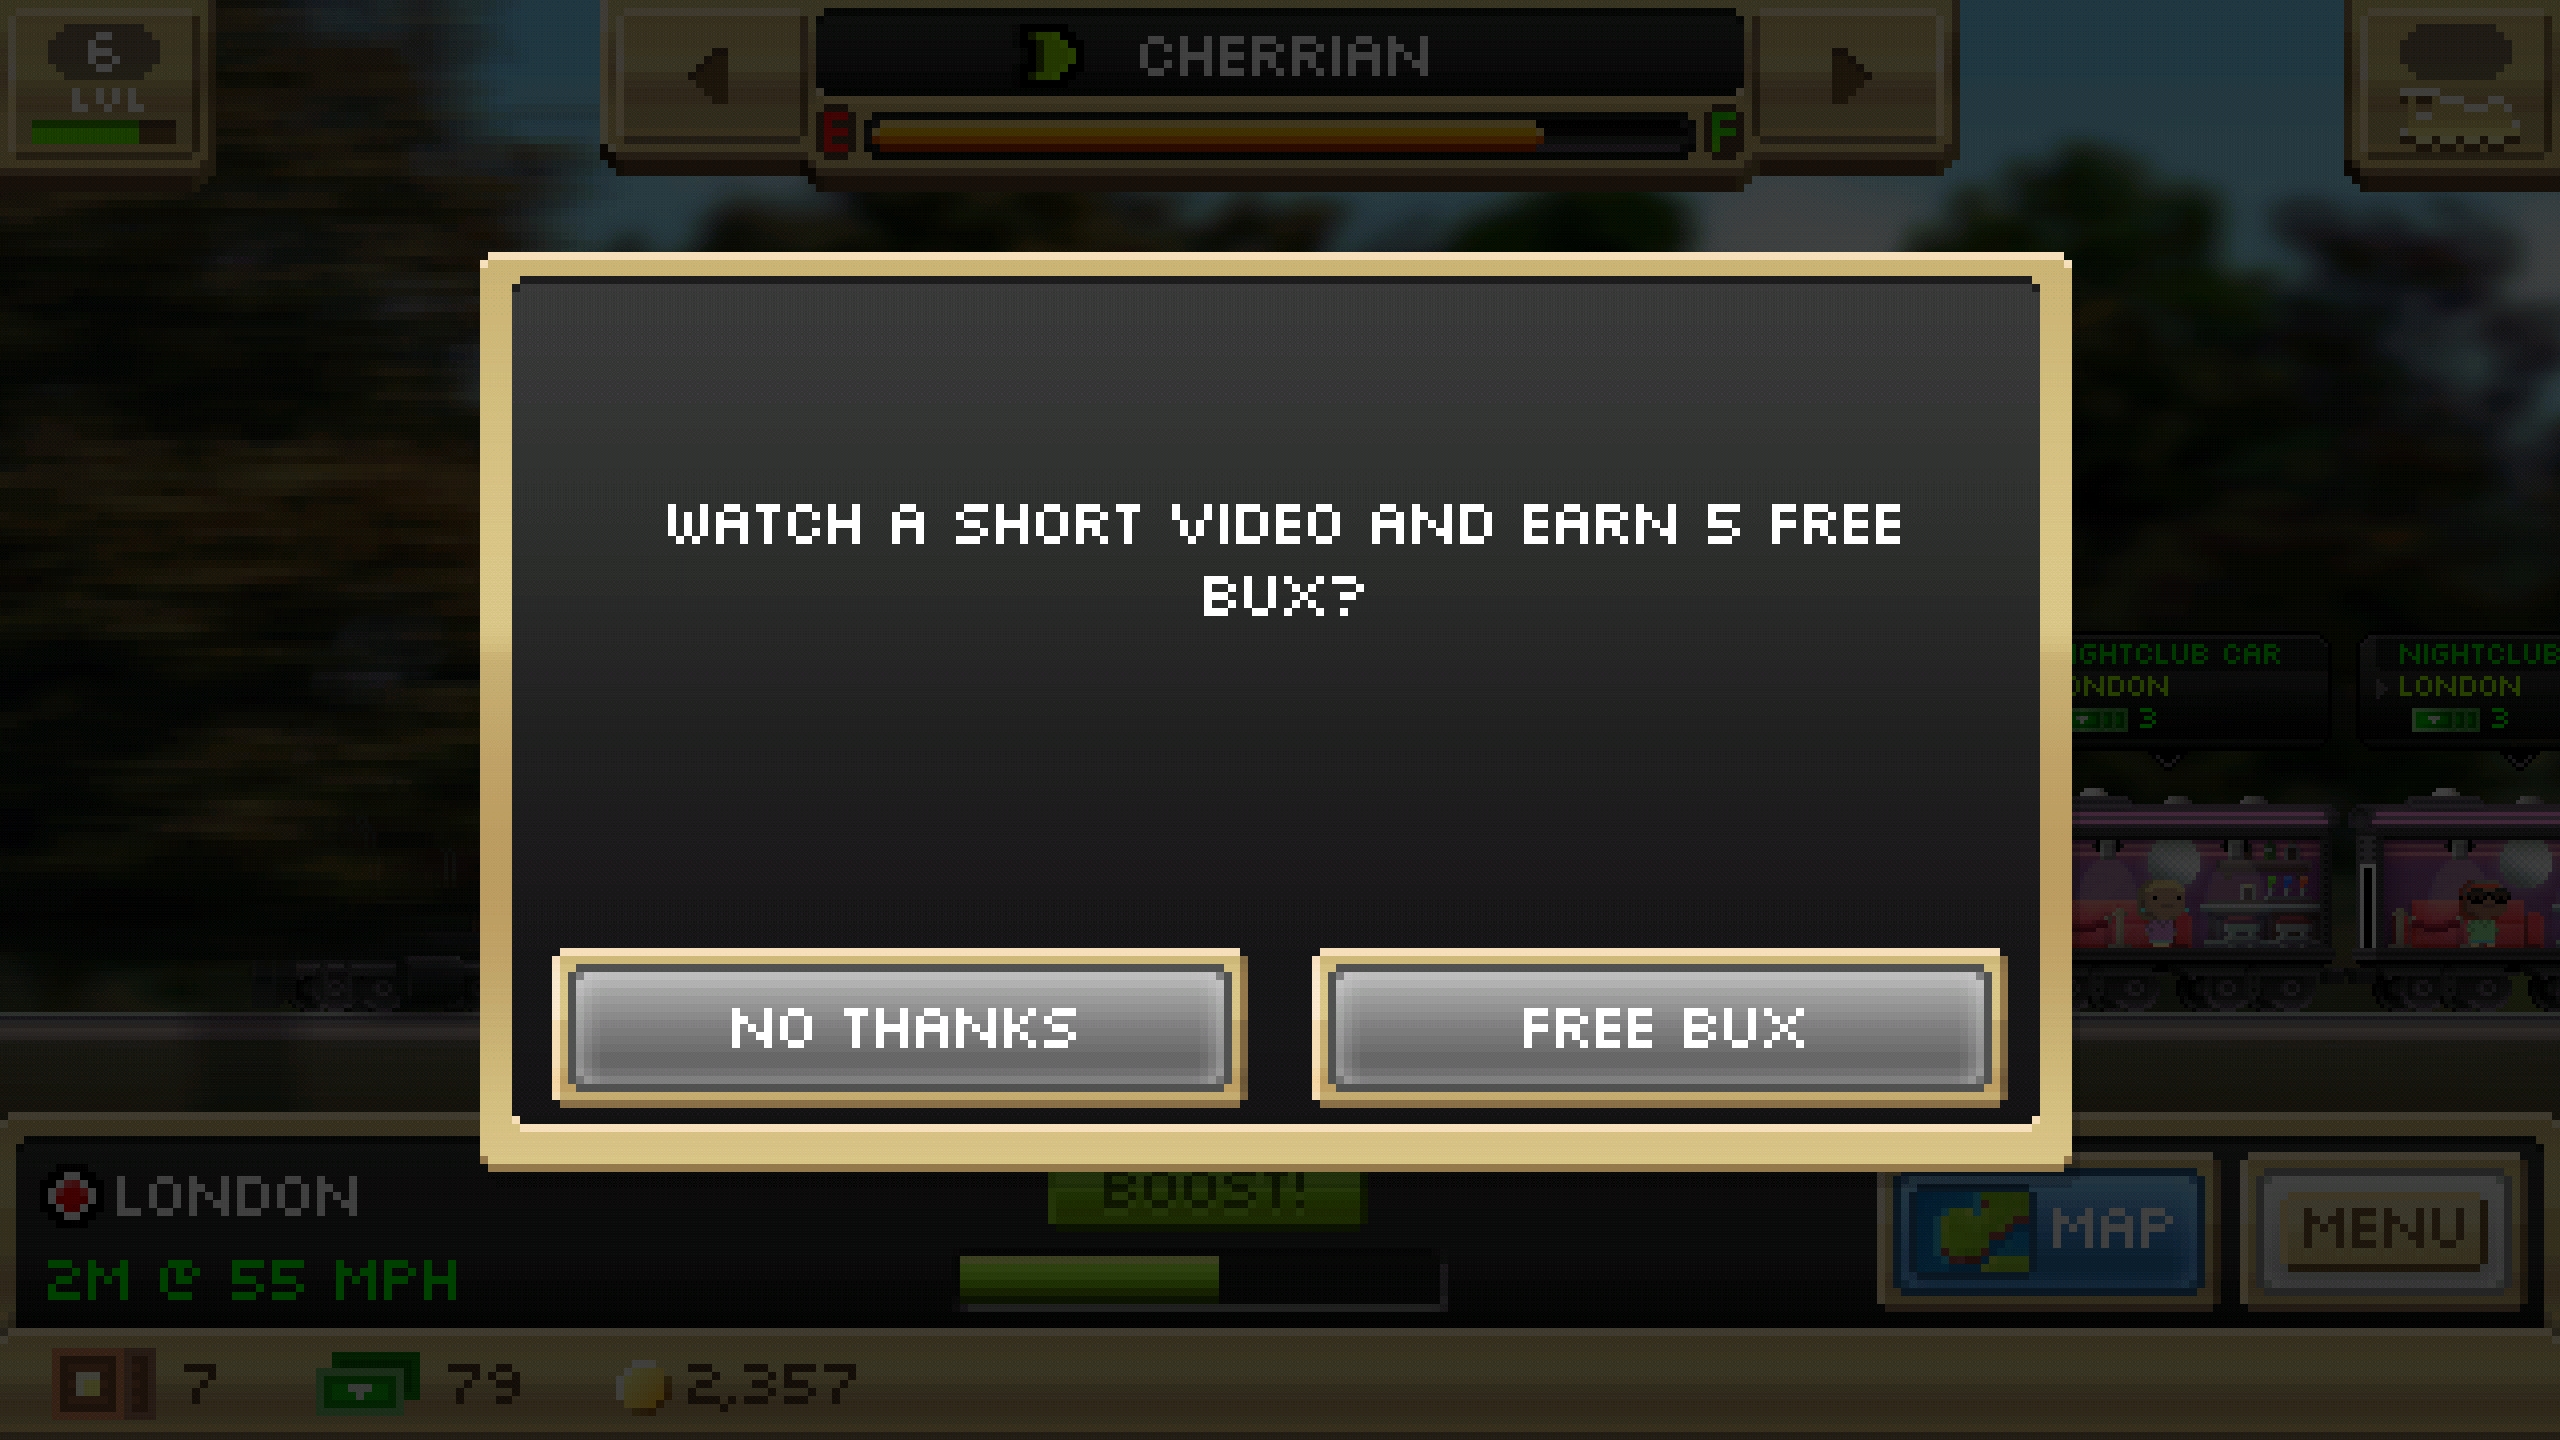 6
LVL
CHERRIAN
E F
WATCH A SHORT VIDEO AND EARN 5 FREE
BUX?
CAR
LONDON
3
NIGHTCLUB
LONDON
3
NO THANKS
FREE BUX
LONDON
2M @ 55 MPH
BOOST!
MAP
MENU
7
79
2,357